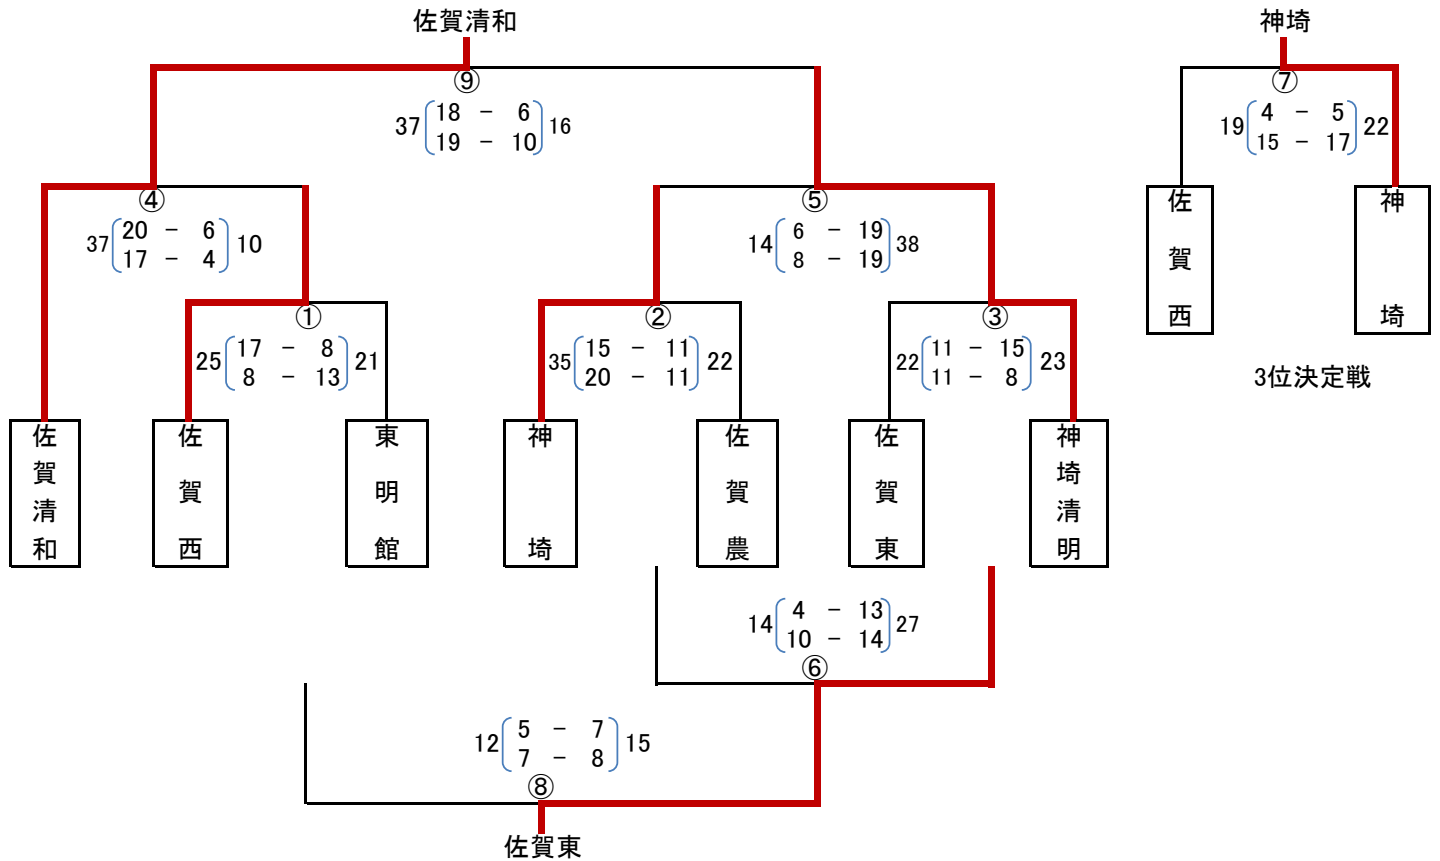 佐賀清和
神埼
⑨
37 18 － 6 16
19 － 10
⑦
19 4 － 5 22
15 － 17
④
37 20 － 6 10
17 － 4
⑤
14 6 － 19 38
8 － 19
佐賀西
神埼
①
25 17 － 8 21
8 － 13
②
35 15 － 11 22
20 － 11
③
22 11 － 15 23
11 － 8
3位決定戦
佐賀清和
佐賀西
東明館
神埼
佐賀農
佐賀東
神埼清明
14 4 － 13 27
10 － 14
⑥
12 5 － 7 15
7 － 8
⑧
佐賀東